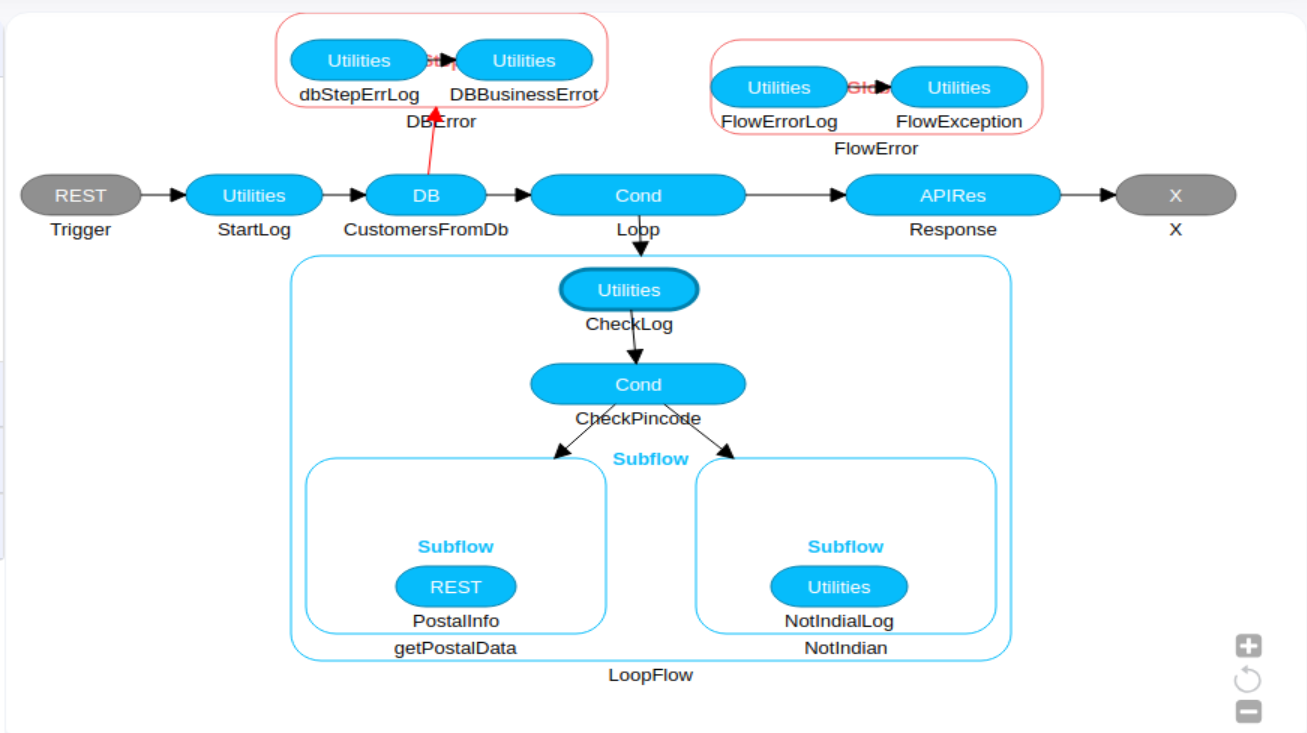 Utilities
Utilities
dbStepErrLog
DBBusinessErrot
DBError
Utilities
Utilities
FlowErrorLog
FlowException
FlowError
REST
Utilities
DB
Cond
APIRes
X
Trigger
StartLog
CustomersFromDb
Loop
Response
X
Utilities
CheckLog
Cond
CheckPincode
Subflow
Subflow
Subflow
REST
Utilities
PostalInfo
NotIndialLog
getPostalData
NotIndian
LoopFlow